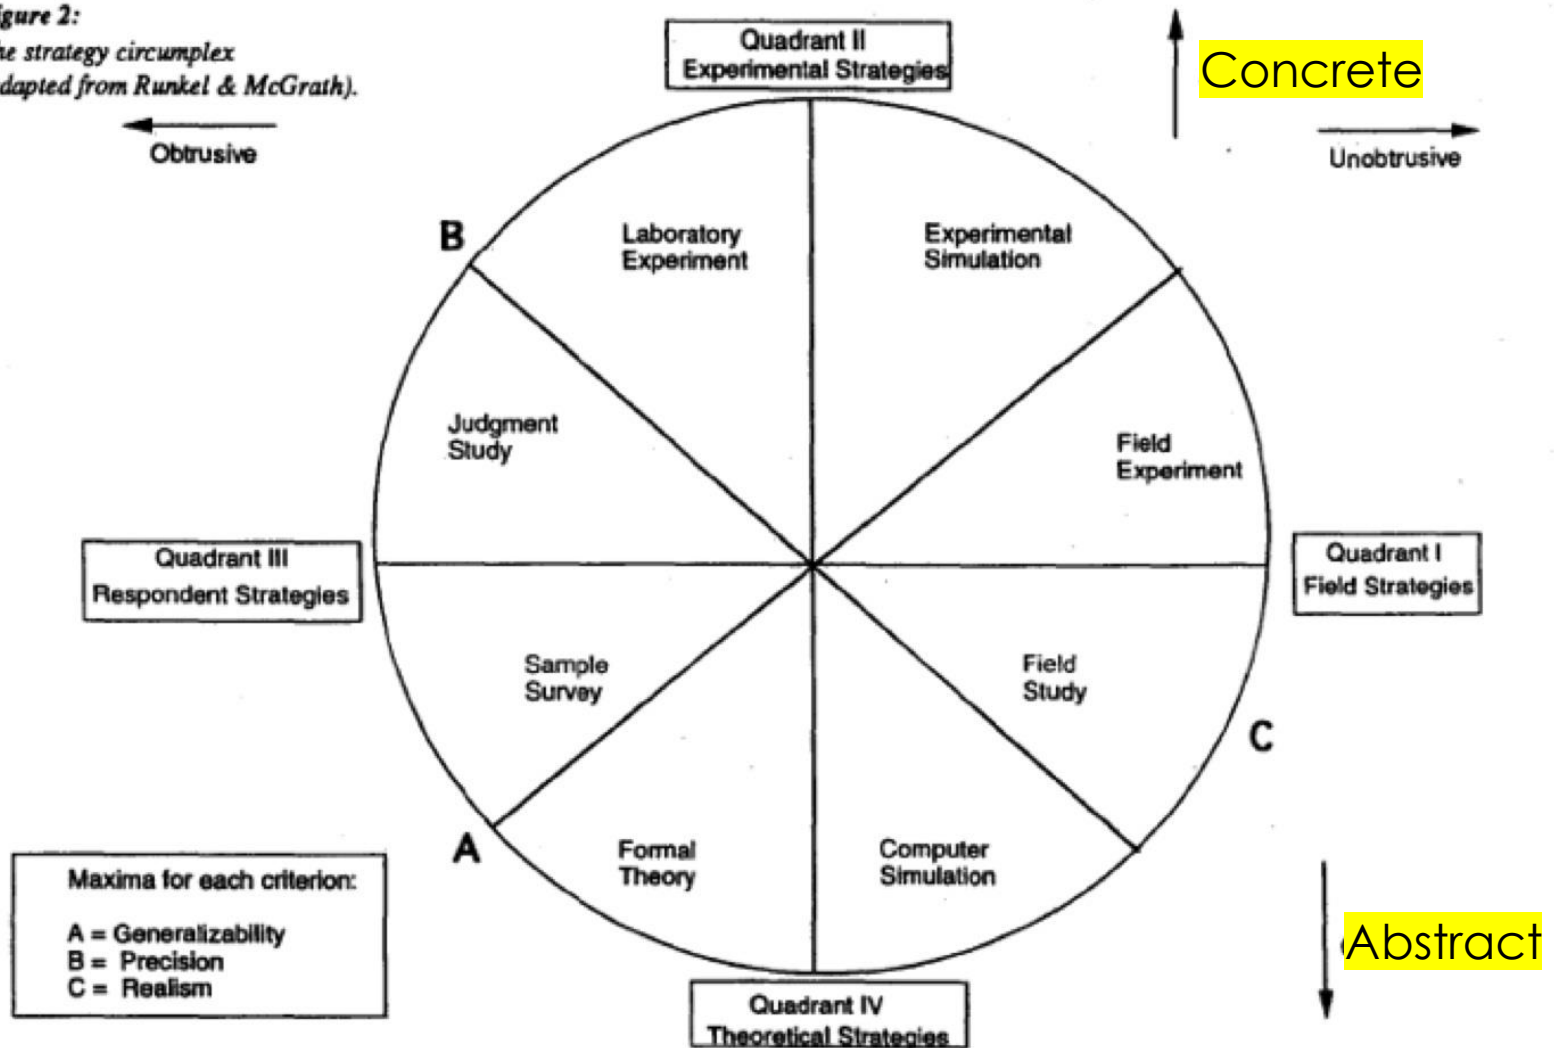 igure 2:
he strategy circumplex
dapted from Runkel & McGrath).
Obtrusive
Quadrant II
Experimental Strategies
Concrete
Unobtrusive
B
Laboratory
Experiment
Experimental
Simulation
Judgment
Study
Field
Experiment
Quadrant III
Respondent Strategies
Quadrant I
Field Strategies
Sample
Survey
Field
Study
C
A
Formal
Theory
Computer
Simulation
Maxima for each criterion:
A = Generalizability
B = Precision
C = Realism
Abstract
Quadrant IV
Theoretical Strategies